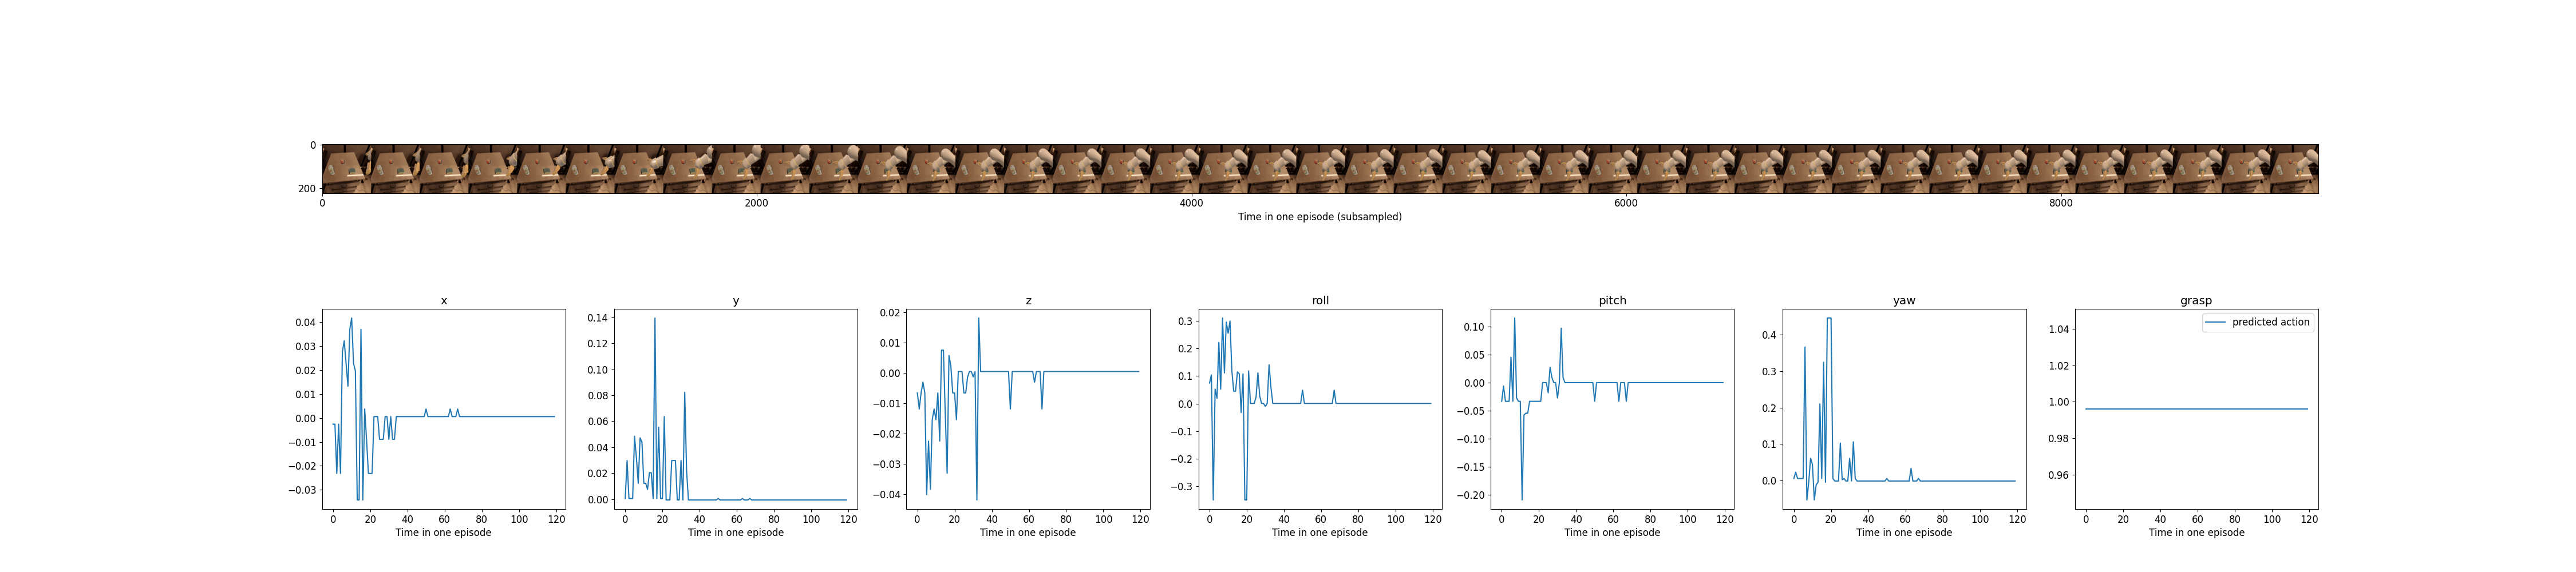 0
200
0 2000 4000 6000 8000
Time in one episode (subsampled)
x y z roll pitch yaw grasp
0.04
0.03
0.02
0.01
0.00
−0.01
−0.02
−0.03
0 20 40 60 80 100 120
Time in one episode
0.14
0.12
0.10
0.08
0.06
0.04
0.02
0.00
0 20 40 60 80 100 120
Time in one episode
0.02
0.01
0.00
−0.01
−0.02
−0.03
−0.04
0 20 40 60 80 100 120
Time in one episode
0.3
0.2
0.1
0.0
−0.1
−0.2
−0.3
0 20 40 60 80 100 120
Time in one episode
0.10
0.05
0.00
−0.05
−0.10
−0.15
−0.20
0 20 40 60 80 100 120
Time in one episode
0.4
0.3
0.2
0.1
0.0
0 20 40 60 80 100 120
Time in one episode
predicted action
1.04
1.02
1.00
0.98
0.96
0 20 40 60 80 100 120
Time in one episode